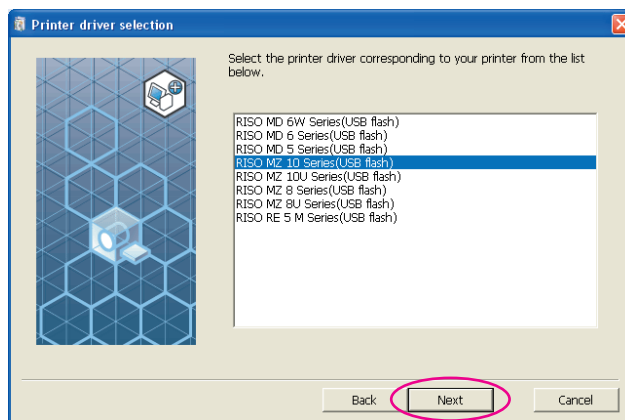 Printer driver selection
Select the printer driver corresponding to your printer from the list
below.
RISO MD 6W Series(USB flash)
RISO MD 6 Series(USB flash)
RISO MD 5 Series(USB flash)
RISO MZ 10 Series(USB flash)
RISO MZ 10U Series(USB flash)
RISO MZ 8 Series(USB flash)
RISO MZ 8U Series(USB flash)
RISO RE 5 M Series(USB flash)
Back Next Cancel